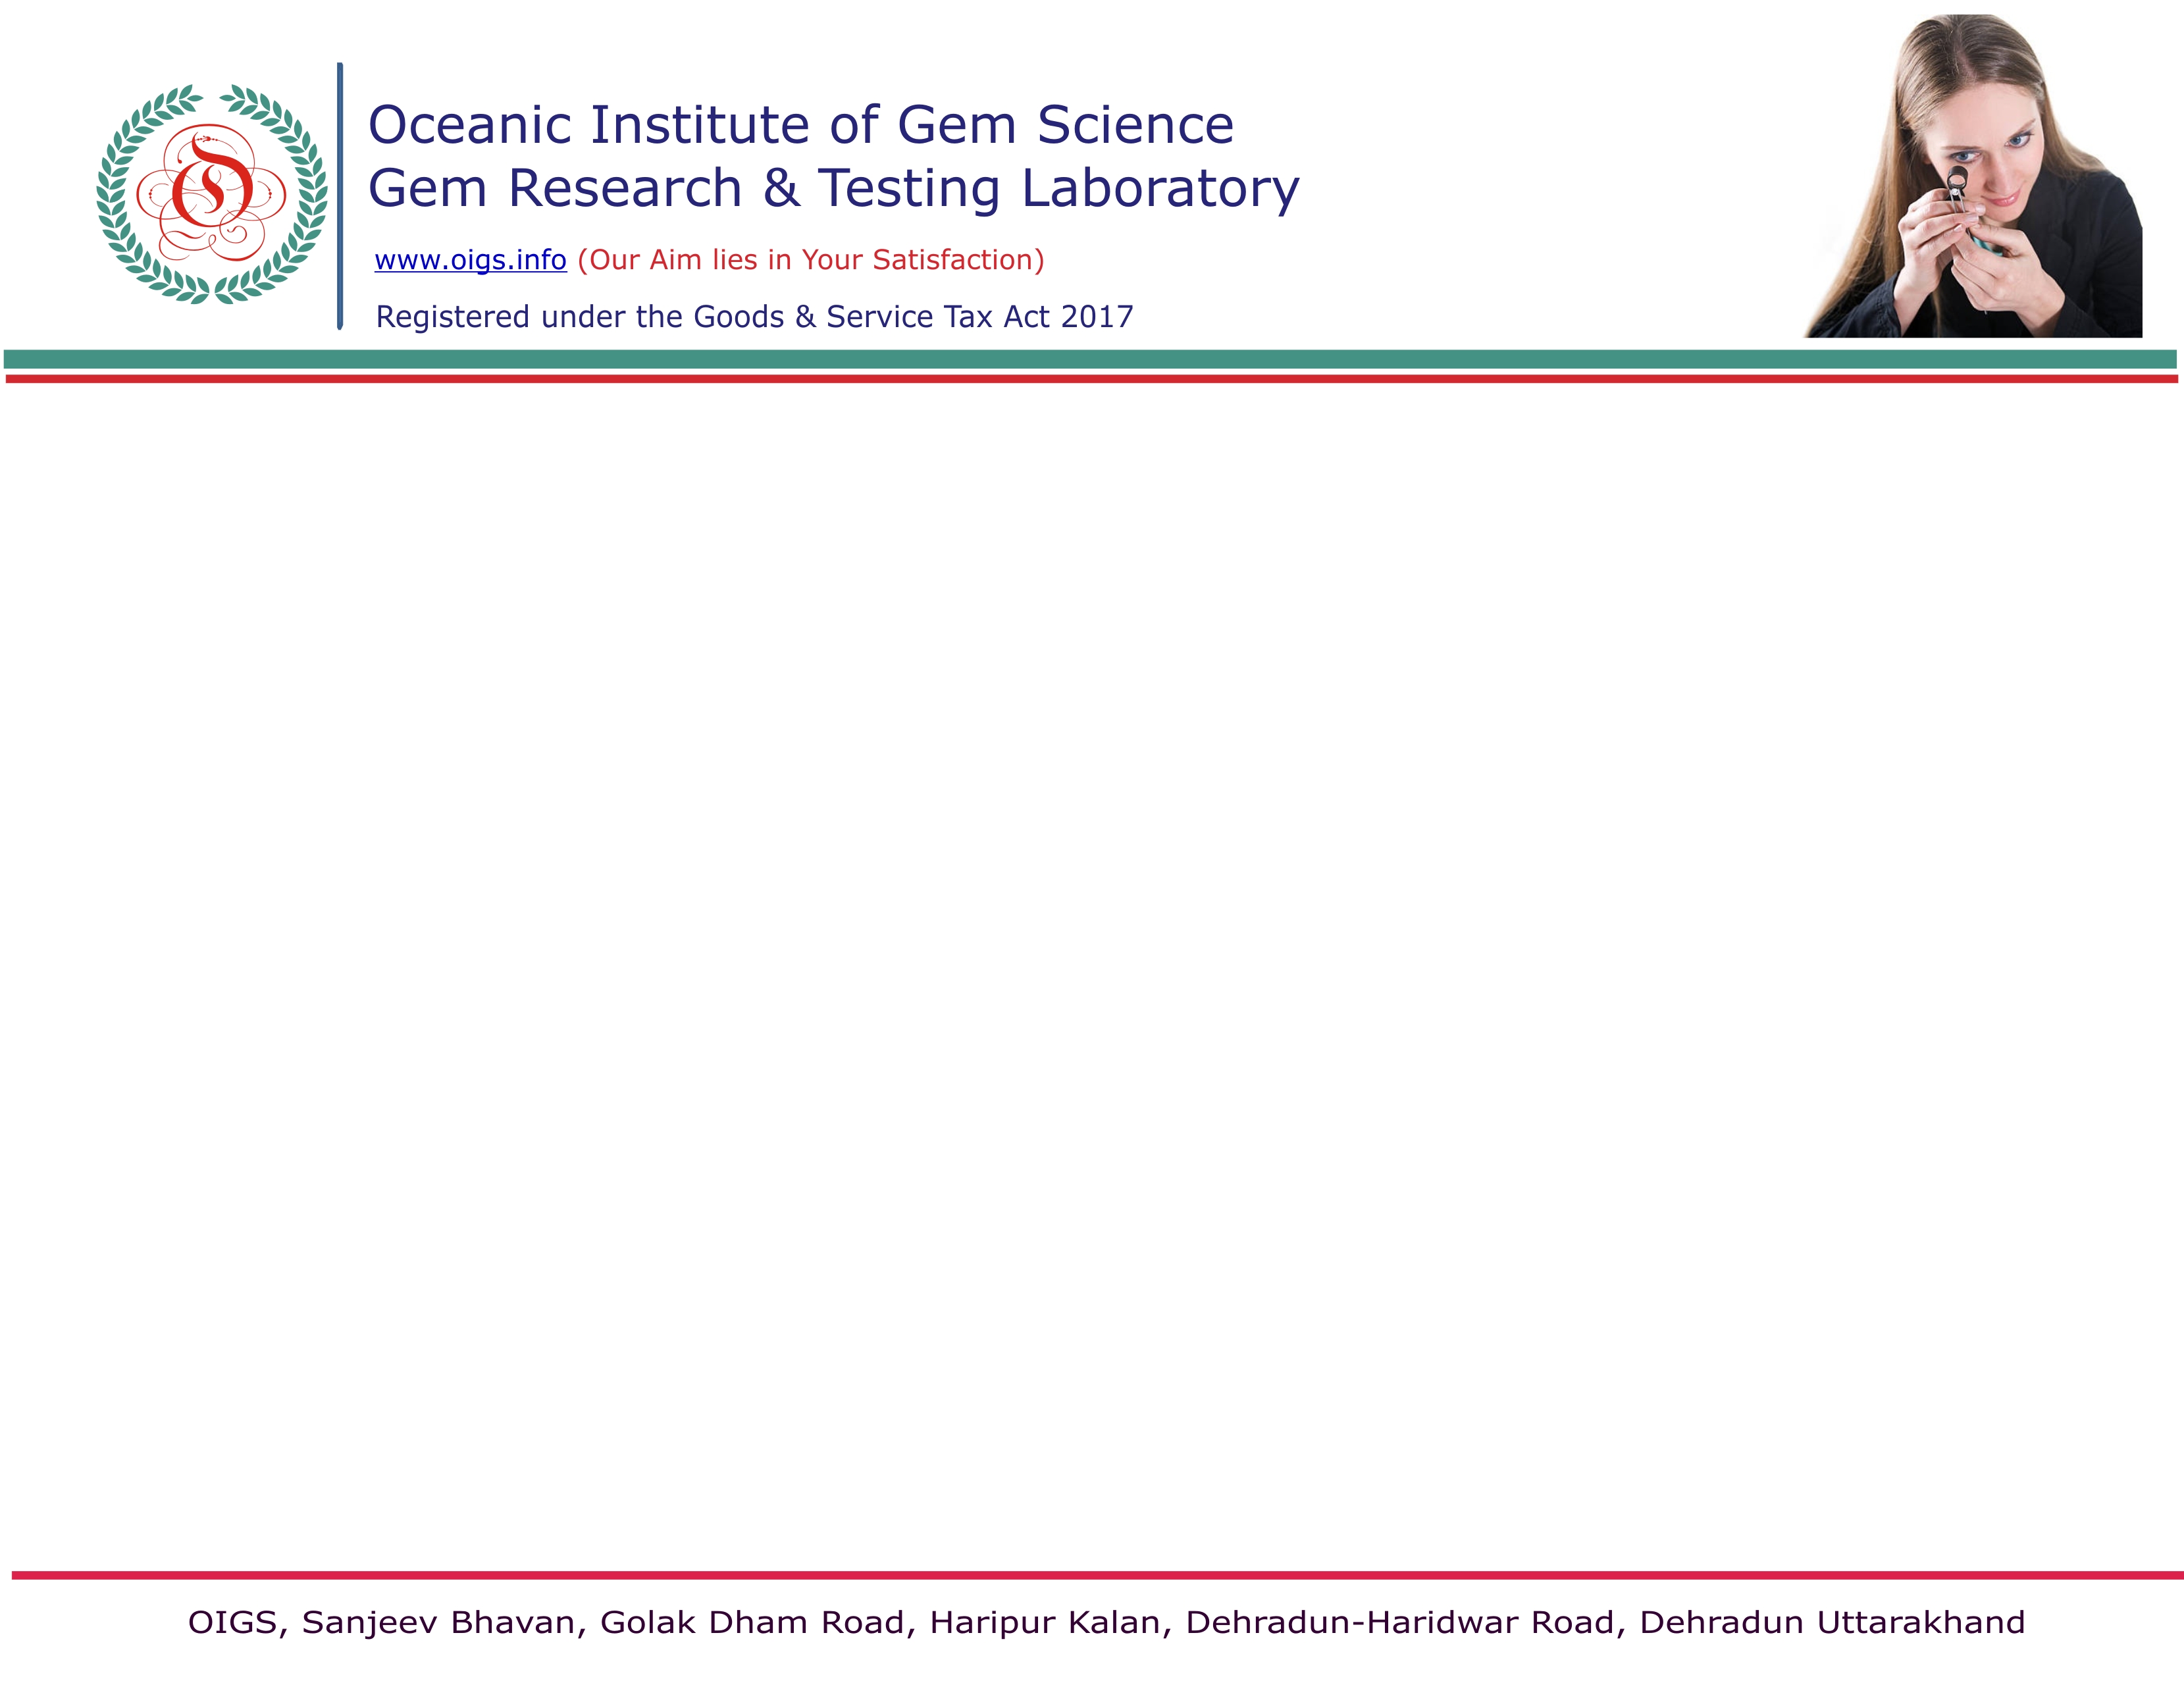 Oceanic Institute of Gem Science
Gem Research & Testing Laboratory
www.oigs.info (Our Aim lies in Your Satisfaction)
Registered under the Goods & Service Tax Act 2017
OIGS, Sanjeev Bhavan, Golak Dham Road, Haripur Kalan, Dehradun-Haridwar Road, Dehradun Uttarakhand